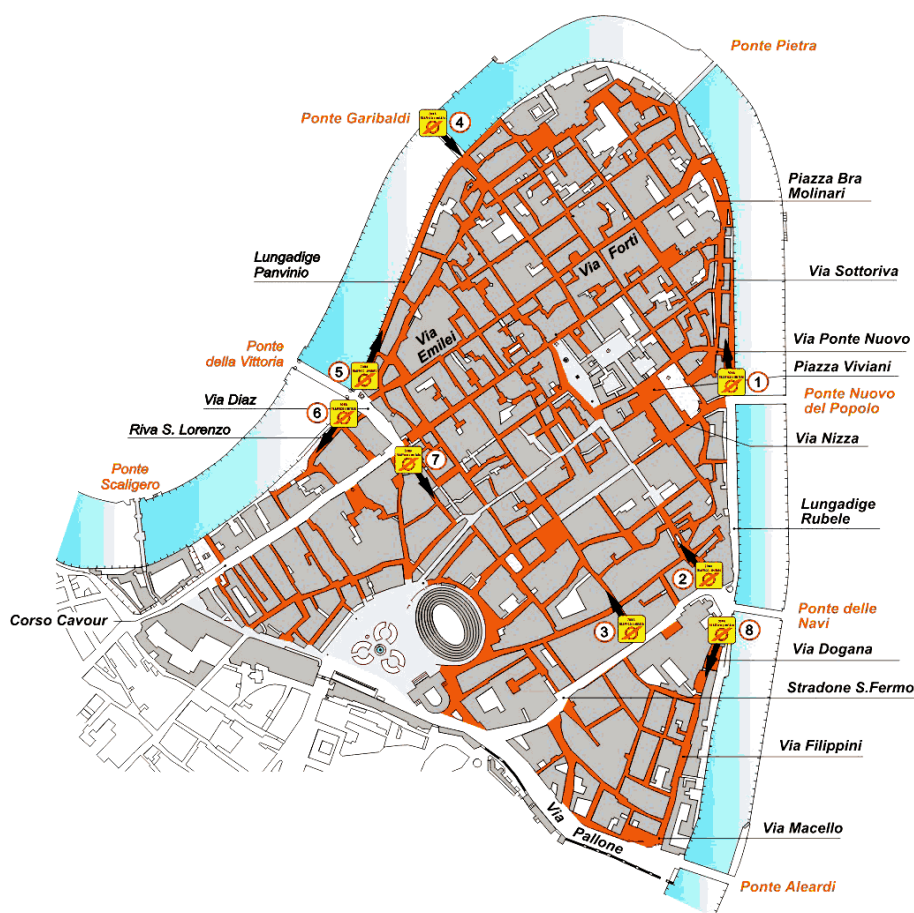 Ponte Pietra
Ponte Garibaldi
4
Piazza Bra
Molinari
Via Forti
Lungadige
Panvinio
Via Sottoriva
Via
Emilei
Ponte
della Vittoria
Via Ponte Nuovo
Piazza Viviani
5
1
Ponte Nuovo
del Popolo
Via Diaz
6
Riva S. Lorenzo
Via Nizza
7
Ponte
Scaligero
Lungadige
Rubele
2
Corso Cavour
3
8
Ponte delle
Navi
Via Dogana
Stradone S.Fermo
Via Filippini
Via
Pallone
Via Macello
Ponte Aleardi